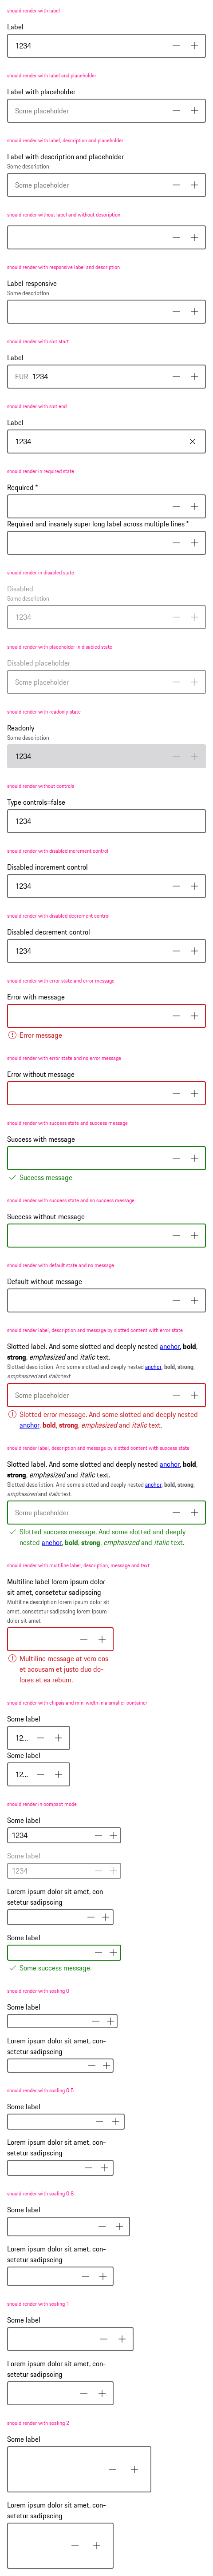 should render with label
Label
1234
should render with label and placeholder
Label with placeholder
Some placeholder
should render with label, description and placeholder
Label with description and placeholder
Some description
Some placeholder
should render without label and without description
should render with responsive label and description
Label responsive
Some description
should render with slot start
Label
EUR 1234
should render with slot end
Label
1234
should render in required state
Required *
Required and insanely super long label across multiple lines *
should render in disabled state
Disabled
Some description
1234
should render with placeholder in disabled state
Disabled placeholder
Some placeholder
should render with readonly state
Readonly
Some description
1234
should render without controls
Type controls=false
1234
should render with disabled increment control
Disabled increment control
1234
should render with disabled decrement control
Disabled decrement control
1234
should render with error state and error message
Error with message
Error message
should render with error state and no error message
Error without message
should render with success state and success message
Success with message
Success message
should render with success state and no success message
Success without message
should render with default state and no message
Default without message
should render label, description and message by slotted content with error state
Slotted label. And some slotted and deeply nested anchor, bold,
strong, emphasized and italic text.
Slotted description. And some slotted and deeply nested anchor, bold, strong,
emphasized and italic text.
Some placeholder
Slotted error message. And some slotted and deeply nested
anchor, bold, strong, emphasized and italic text.
should render label, description and message by slotted content with success state
Slotted label. And some slotted and deeply nested anchor, bold,
strong, emphasized and italic text.
Slotted description. And some slotted and deeply nested anchor, bold, strong,
emphasized and italic text.
Some placeholder
Slotted success message. And some slotted and deeply
nested anchor, bold, strong, emphasized and italic text.
should render with multiline label, description, message and text
Multiline label lorem ipsum dolor
sit amet, consetetur sadipscing
Multiline description lorem ipsum dolor sit
amet, consetetur sadipscing lorem ipsum
dolor sit amet
Multiline message at vero eos
et accusam et justo duo do-
lores et ea rebum.
should render with ellipsis and min-width in a smaller container
Some label
12...
Some label
12...
should render in compact mode
Some label
1234
Some label
1234
Lorem ipsum dolor sit amet, con-
setetur sadipscing
Some label
Some success message.
should render with scaling 0
Some label
Lorem ipsum dolor sit amet, con-
setetur sadipscing
should render with scaling 0.5
Some label
Lorem ipsum dolor sit amet, con-
setetur sadipscing
should render with scaling 0.8
Some label
Lorem ipsum dolor sit amet, con-
setetur sadipscing
should render with scaling 1
Some label
Lorem ipsum dolor sit amet, con-
setetur sadipscing
should render with scaling 2
Some label
Lorem ipsum dolor sit amet, con-
setetur sadipscing